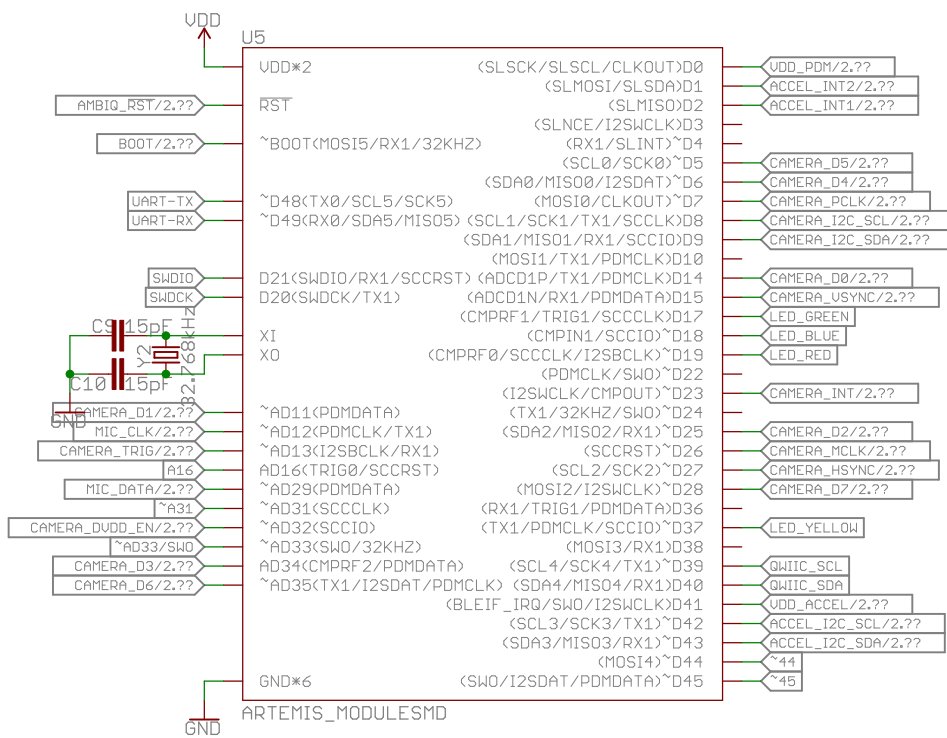 VDD
U5
VDD*2
(SLSCK/SLSCL/CLKOUT)D0
VDD_PDM/2.??
(SLMOSI/SLSDA)D1
ACCEL_INT2/2.??
AMBIQ_RST/2.??
RST
(SLMISO)D2
ACCEL_INT1/2.??
(SLNCE/I2SWCLK)D3
BOOT/2.??
~BOOT(MOSI5/RX1/32KHZ)
(RX1/SLINT)~D4
(SCL0/SCK0)~D5
CAMERA_D5/2.??
(SDA0/MISO0/I2SDAT)~D6
CAMERA_D4/2.??
UART-TX
~D48(TX0/SCL5/SCK5)
(MOSI0/CLKOUT)~D7
CAMERA_PCLK/2.??
UART-RX
~D49(RX0/SDA5/MISO5)
(SCL1/SCK1/TX1/SCCLK)D8
CAMERA_I2C_SCL/2.??
(SDA1/MISO1/RX1/SCCIO)D9
CAMERA_I2C_SDA/2.??
(MOSI1/TX1/PDMCLK)D10
SWDIO
D21(SWDIO/RX1/SCCRST)
(ADCD1P/TX1/PDMCLK)D14
CAMERA_D0/2.??
SWDCK
D20(SWDCK/TX1)
(ADCD1N/RX1/PDMDATA)D15
CAMERA_VSYNC/2.??
(CMPRF1/TRIG1/SCCCLK)D17
LED_GREEN
C9
15pF
Y2
32.768kHz
XI
(CMPIN1/SCCIO)~D18
LED_BLUE
XO
(CMPRF0/SCCCLK/I2SBCLK)~D19
LED_RED
(PDMCLK/SWO)~D22
C10
15pF
(I2SWCLK/CMPOUT)~D23
CAMERA_INT/2.??
GND
CAMERA_D1/2.??
~AD11(PDMDATA)
(TX1/32KHZ/SWO)~D24
MIC_CLK/2.??
~AD12(PDMCLK/TX1)
(SDA2/MISO2/RX1)~D25
CAMERA_D2/2.??
CAMERA_TRIG/2.??
~AD13(I2SBCLK/RX1)
(SCCRST)~D26
CAMERA_MCLK/2.??
A16
AD16(TRIG0/SCCRST)
(SCL2/SCK2)~D27
CAMERA_HSYNC/2.??
MIC_DATA/2.??
~AD29(PDMDATA)
(MOSI2/I2SWCLK)~D28
CAMERA_D7/2.??
~A31
~AD31(SCCCLK)
(RX1/TRIG1/PDMDATA)D36
CAMERA_DVDD_EN/2.??
~AD32(SCCIO)
(TX1/PDMCLK/SCCIO)~D37
LED_YELLOW
~AD33/SWO
~AD33(SWO/32KHZ)
(MOSI3/RX1)D38
CAMERA_D3/2.??
AD34(CMPRF2/PDMDATA)
(SCL4/SCK4/TX1)~D39
QWIIC_SCL
CAMERA_D6/2.??
~AD35(TX1/I2SDAT/PDMCLK)
(SDA4/MISO4/RX1)D40
QWIIC_SDA
(BLEIF_IRQ/SWO/I2SWCLK)D41
VDD_ACCEL/2.??
(SCL3/SCK3/TX1)~D42
ACCEL_I2C_SCL/2.??
(SDA3/MISO3/RX1)~D43
ACCEL_I2C_SDA/2.??
(MOSI4)~D44
~44
GND*6
(SWO/I2SDAT/PDMDATA)~D45
~45
ARTEMIS_MODULESMD
GND